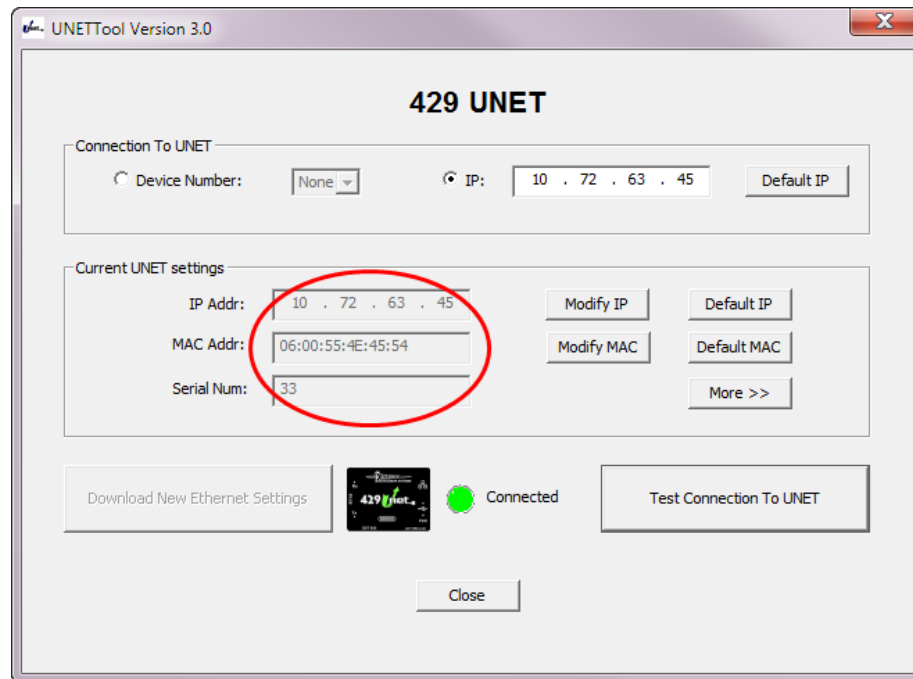 UNETTool Version 3.0
429 UNET
Connection To UNET
Device Number: None IP: 10 . 72 . 63 . 45 Default IP
Current UNET settings
IP Addr: 10 . 72 . 63 . 45 Modify IP Default IP
MAC Addr: 06:00:55:4E:45:54 Modify MAC Default MAC
Serial Num: 33 More >>
Download New Ethernet Settings 429 Unet Connected Test Connection To UNET
Close